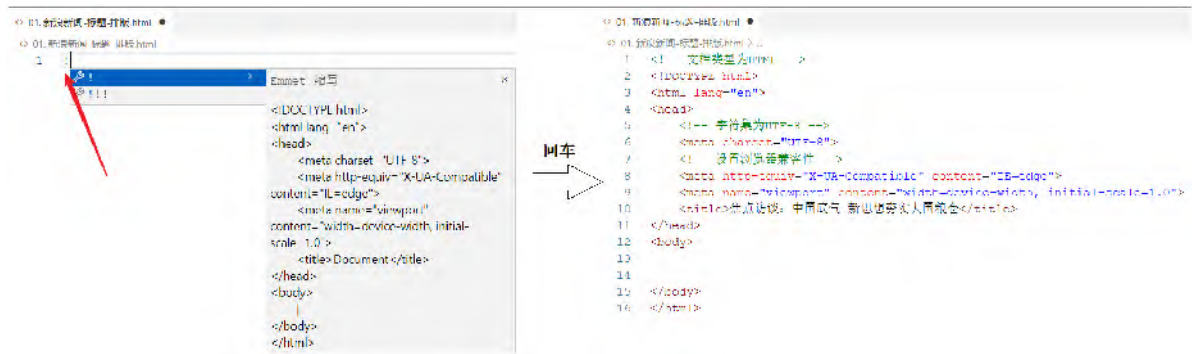 01. 新浪新闻-标题-排版.html ●
01. 新浪新闻-标题-排版.html
1 !
!
!!!
Emmet 缩写 ×
<!DOCTYPE html>
<html lang="en">
<head>
<meta charset="UTF-8">
<meta http-equiv="X-UA-Compatible"
content="IE=edge">
<meta name="viewport"
content="width=device-width, initial-
scale=1.0">
<title>Document</title>
</head>
<body>
|
</body>
</html>
回车
01. 新浪新闻-标题-排版.html ●
01. 新浪新闻-标题-排版.html > ...
1 <!-- 文档类型为HTML -->
2 <!DOCTYPE html>
3 <html lang="en">
4 <head>
5 <!-- 字符集为UTF-8 -->
6 <meta charset="UTF-8">
7 <!-- 设置浏览器兼容性 -->
8 <meta http-equiv="X-UA-Compatible" content="IE=edge">
9 <meta name="viewport" content="width=device-width, initial-scale=1.0">
10 <title>焦点访谈：中国底气 新思想夯实大国粮仓</title>
11 </head>
12 <body>
13
14
15 </body>
16 </html>